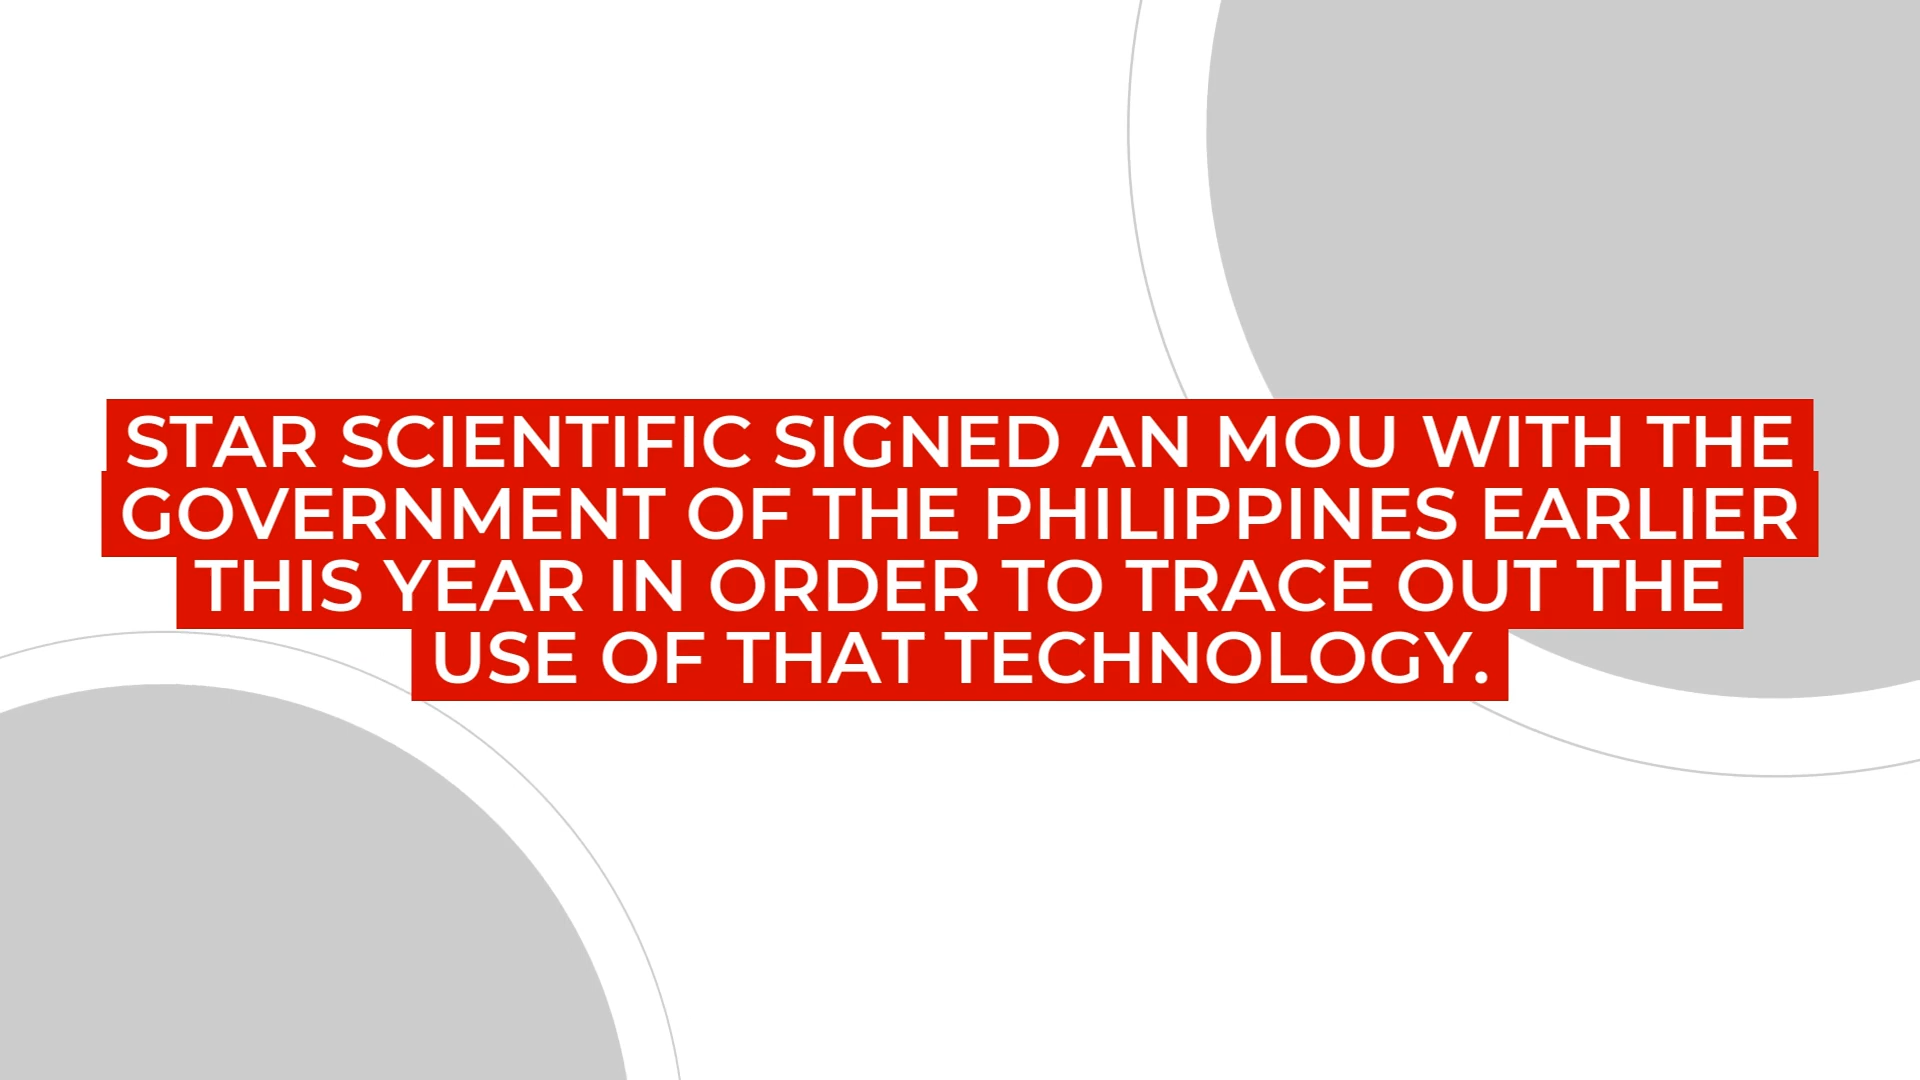 STAR SCIENTIFIC SIGNED AN MOU WITH THE
GOVERNMENT OF THE PHILIPPINES EARLIER
THIS YEAR IN ORDER TO TRACE OUT THE
USE OF THAT TECHNOLOGY.